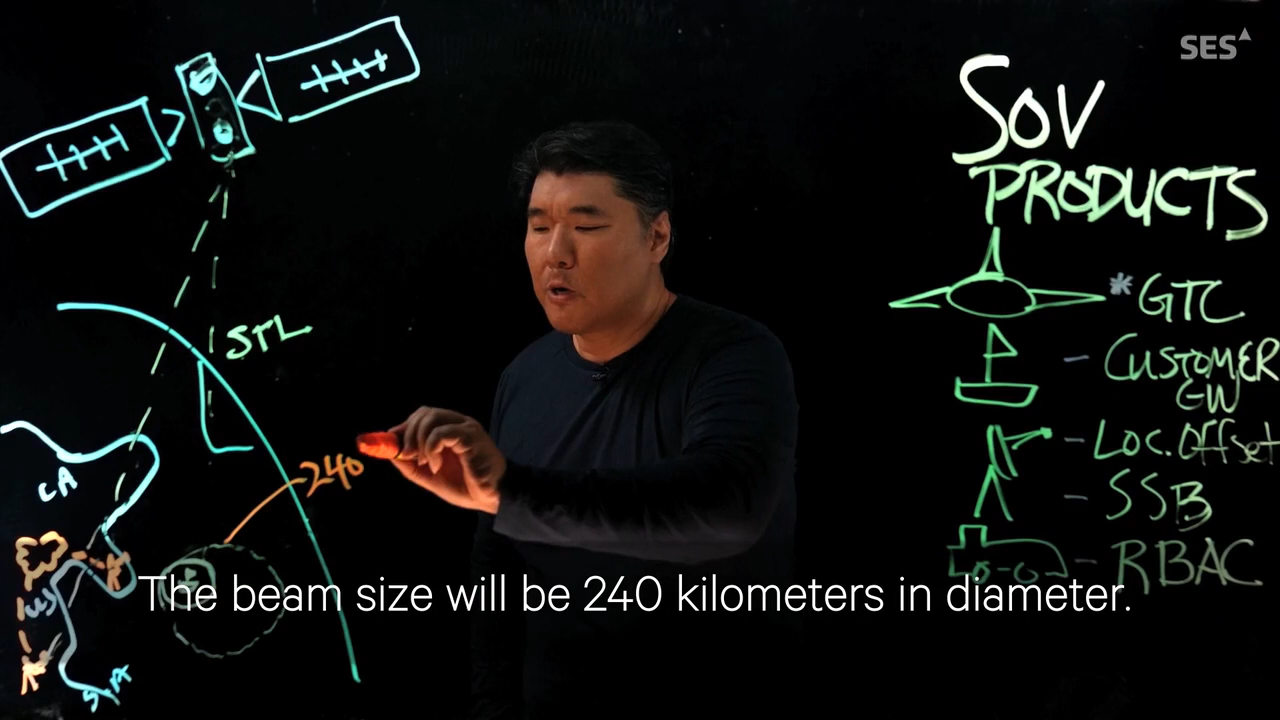 SES
SOV
PRODUCTS
* GTC
- CUSTOMER
GW
- LOC. OFFSET
- SSB
- RBAC
STL
240
CA
SA
The beam size will be 240 kilometers in diameter.